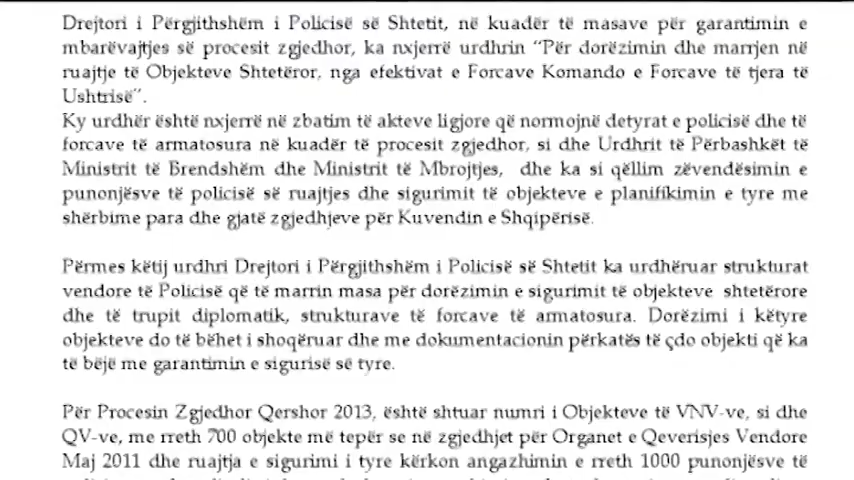 Drejtori i Përgjithshëm i Policisë së Shtetit, në kuadër të masave për garantimin e
mbarëvajtjes së procesit zgjedhor, ka nxjerrë urdhrin “Për dorëzimin dhe marrjen në
ruajtje të Objekteve Shtetëror, nga efektivat e Forcave Komando e Forcave të tjera të
Ushtrisë”.
Ky urdhër është nxjerrë në zbatim të akteve ligjore që normojnë detyrat e policisë dhe të
forcave të armatosura në kuadër të procesit zgjedhor, si dhe Urdhrit të Përbashkët të
Ministrit të Brendshëm dhe Ministrit të Mbrojtjes, dhe ka si qëllim zëvendësimin e
punonjësve të policisë së ruajtjes dhe sigurimit të objekteve e planifikimin e tyre me
shërbime para dhe gjatë zgjedhjeve për Kuvendin e Shqipërisë.
Përmes këtij urdhri Drejtori i Përgjithshëm i Policisë së Shtetit ka urdhëruar strukturat
vendore të Policisë që të marrin masa për dorëzimin e sigurimit të objekteve shtetërore
dhe të trupit diplomatik, strukturave të forcave të armatosura. Dorëzimi i këtyre
objekteve do të bëhet i shoqëruar dhe me dokumentacionin përkatës të çdo objekti që ka
të bëjë me garantimin e sigurisë së tyre.
Për Procesin Zgjedhor Qershor 2013, është shtuar numri i Objekteve të VNV-ve, si dhe
QV-ve, me rreth 700 objekte më tepër se në zgjedhjet për Organet e Qeverisjes Vendore
Maj 2011 dhe ruajtja e sigurimi i tyre kërkon angazhimin e rreth 1000 punonjësve të